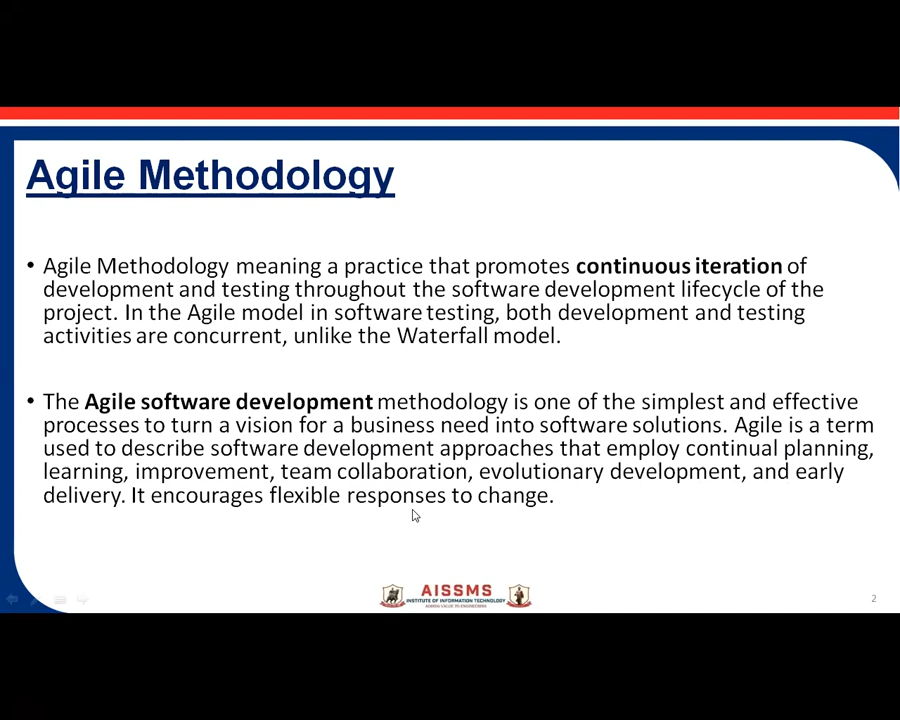 Agile Methodology
• Agile Methodology meaning a practice that promotes continuous iteration of
development and testing throughout the software development lifecycle of the
project. In the Agile model in software testing, both development and testing
activities are concurrent, unlike the Waterfall model.
• The Agile software development methodology is one of the simplest and effective
processes to turn a vision for a business need into software solutions. Agile is a term
used to describe software development approaches that employ continual planning,
learning, improvement, team collaboration, evolutionary development, and early
delivery. It encourages flexible responses to change.
AISSMS
INSTITUTE OF INFORMATION TECHNOLOGY
ADDING VALUE TO ENGINEERING
2